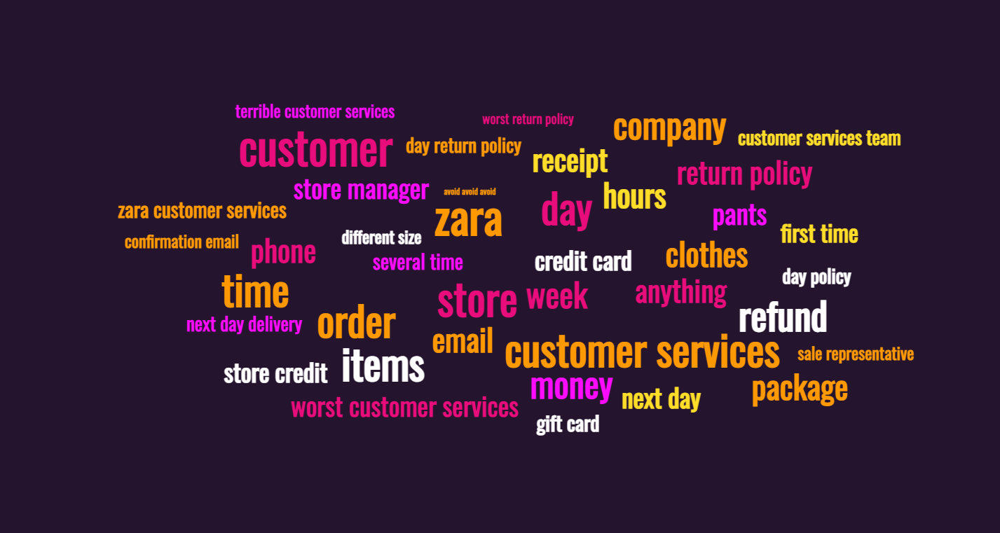 terrible customer services
worst return policy
company
customer services team
customer
day return policy
receipt
return policy
store manager
avoid avoid avoid
hours
zara customer services
zara
day
pants
confirmation email
different size
first time
phone
several time
credit card
clothes
day policy
time
store
week
anything
next day delivery
order
refund
email
customer services
sale representative
store credit
items
money
next day
package
worst customer services
gift card